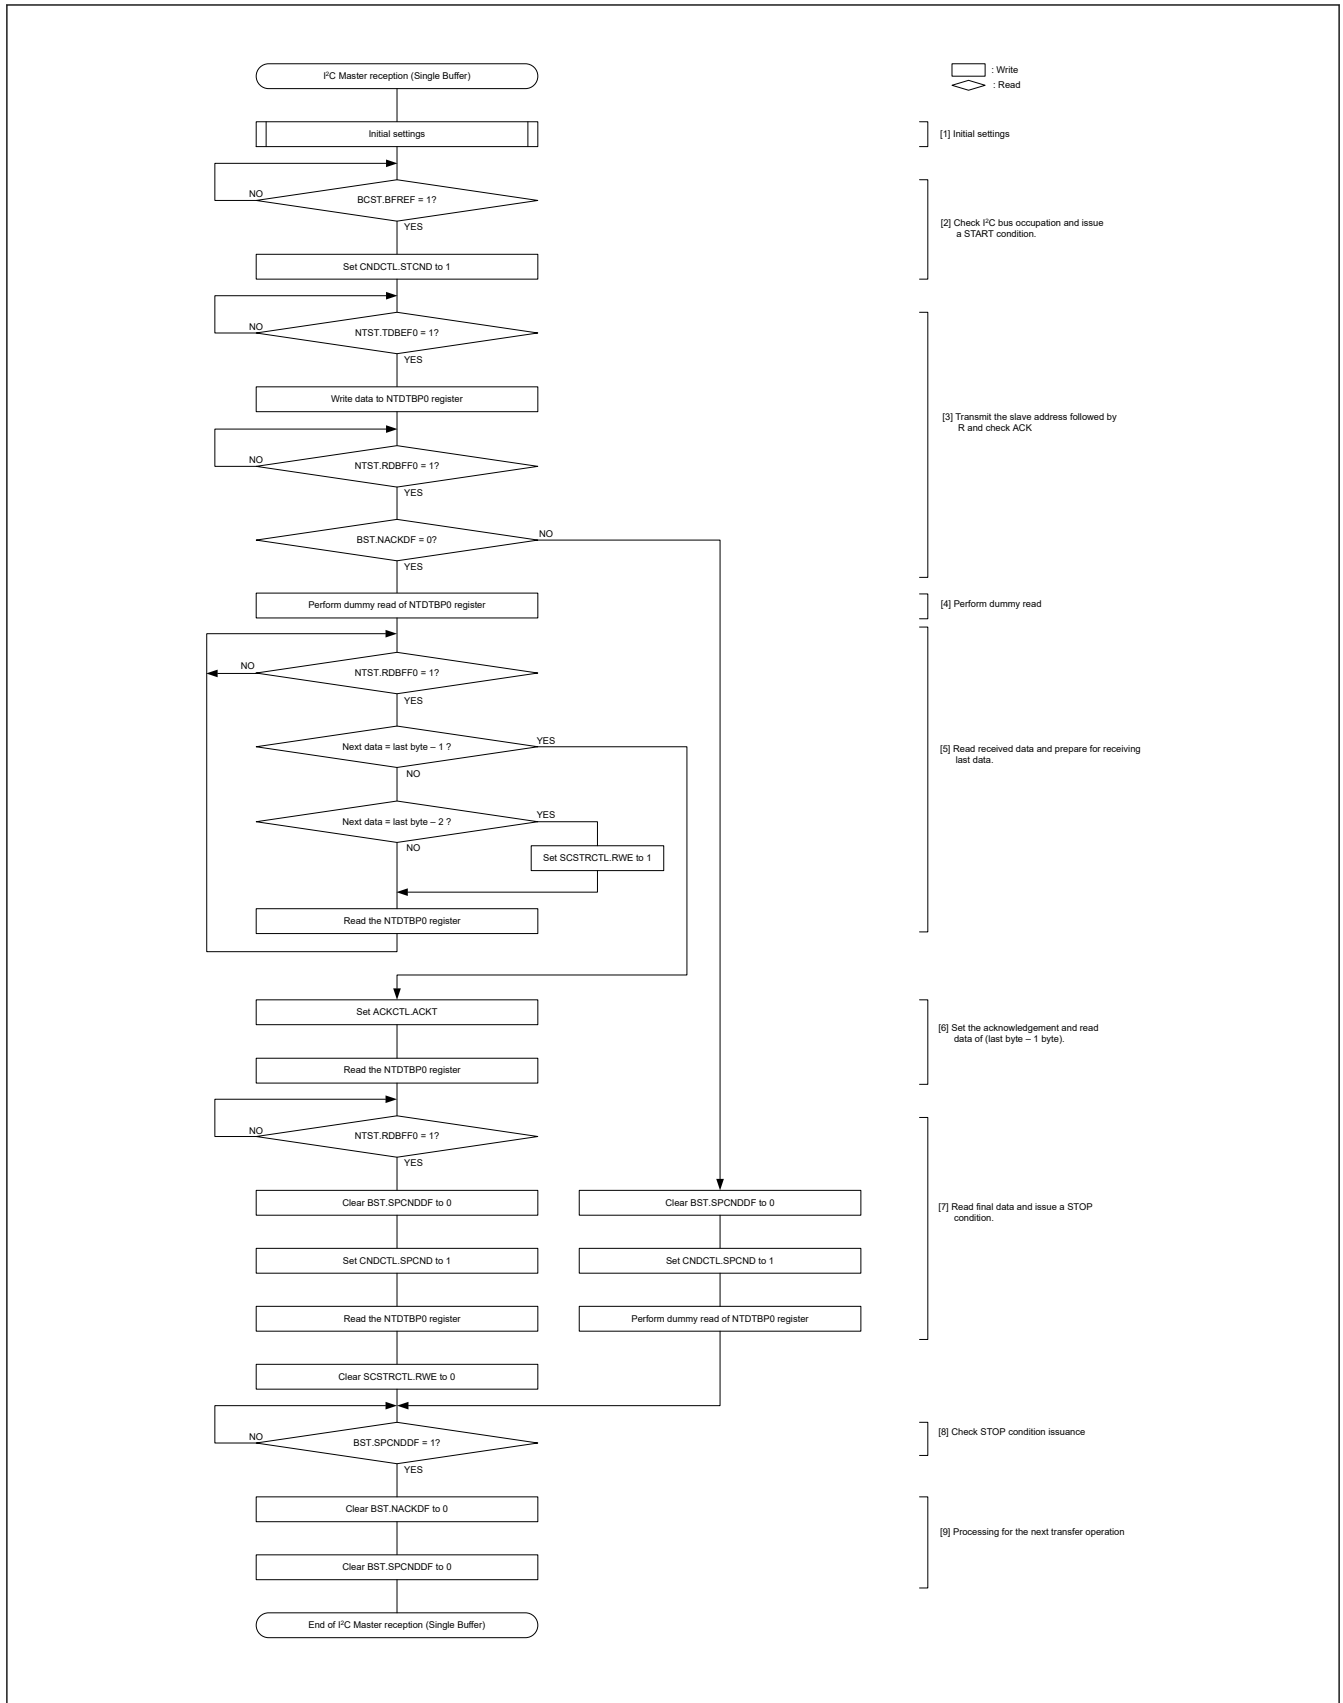 I²C Master reception (Single Buffer)
: Write
: Read
Initial settings
[1] Initial settings
NO
BCST.BFREF = 1?
YES
[2] Check I²C bus occupation and issue
a START condition.
Set CNDCTL.STCND to 1
NO
NTST.TDBEF0 = 1?
YES
Write data to NTDTBP0 register
[3] Transmit the slave address followed by
R and check ACK
NO
NTST.RDBFF0 = 1?
YES
BST.NACKDF = 0?
NO
YES
Perform dummy read of NTDTBP0 register
[4] Perform dummy read
NO
NTST.RDBFF0 = 1?
YES
Next data = last byte – 1 ?
YES
NO
[5] Read received data and prepare for receiving
last data.
Next data = last byte – 2 ?
YES
NO
Set SCSTRCTL.RWE to 1
Read the NTDTBP0 register
Set ACKCTL.ACKT
[6] Set the acknowledgement and read
data of (last byte – 1 byte).
Read the NTDTBP0 register
NO
NTST.RDBFF0 = 1?
YES
Clear BST.SPCNDDF to 0
Clear BST.SPCNDDF to 0
[7] Read final data and issue a STOP
condition.
Set CNDCTL.SPCND to 1
Set CNDCTL.SPCND to 1
Read the NTDTBP0 register
Perform dummy read of NTDTBP0 register
Clear SCSTRCTL.RWE to 0
NO
BST.SPCNDDF = 1?
YES
[8] Check STOP condition issuance
Clear BST.NACKDF to 0
[9] Processing for the next transfer operation
Clear BST.SPCNDDF to 0
End of I²C Master reception (Single Buffer)